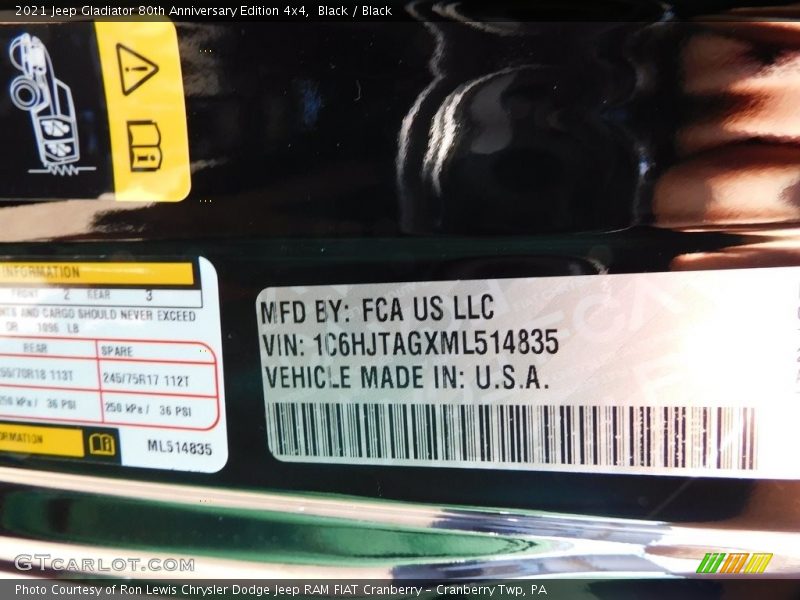 2021 Jeep Gladiator 80th Anniversary Edition 4x4,  Black / Black
INFORMATION
FRONT 2 REAR 3
NTS AND CARGO SHOULD NEVER EXCEED
OR 1096 LB
REAR SPARE
55/70R18 113T 245/75R17 112T
250 kPa / 36 PSI 250 kPa / 36 PSI
ORMATION ML514835
MFD BY: FCA US LLC
VIN: 1C6HJTAGXML514835
VEHICLE MADE IN: U.S.A.
GTCARLOT.COM
Photo Courtesy of Ron Lewis Chrysler Dodge Jeep RAM FIAT Cranberry – Cranberry Twp, PA